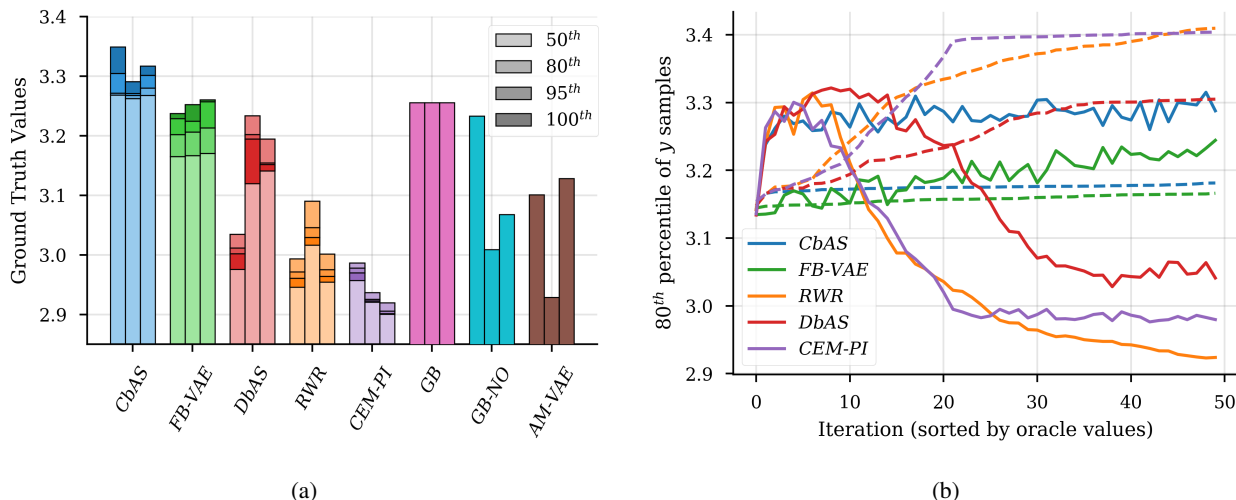 3.4
3.3
3.2
3.1
3.0
2.9
Ground Truth Values
50th
80th
95th
100th
CbAS
FB-VAE
DbAS
RWR
CEM-PI
GB
GB-NO
AM-VAE
(a)
3.4
3.3
3.2
3.1
3.0
2.9
80th percentile of y samples
CbAS
FB-VAE
RWR
DbAS
CEM-PI
0 10 20 30 40 50
Iteration (sorted by oracle values)
(b)